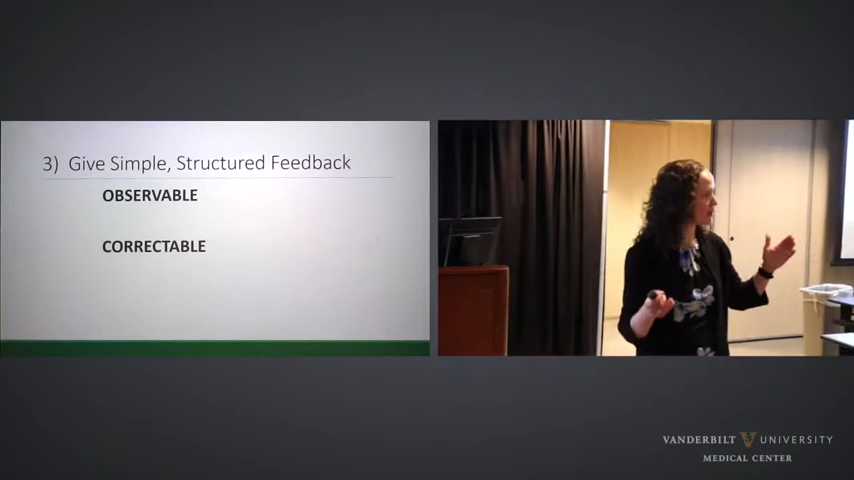 3) Give Simple, Structured Feedback
OBSERVABLE
CORRECTABLE
VANDERBILT V UNIVERSITY
MEDICAL CENTER